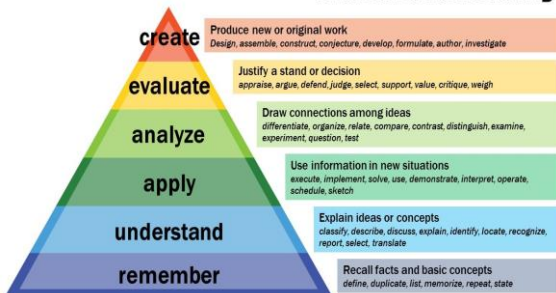 create
Produce new or original work
Design, assemble, construct, conjecture, develop, formulate, author, investigate
evaluate
Justify a stand or decision
appraise, argue, defend, judge, select, support, value, critique, weigh
analyze
Draw connections among ideas
differentiate, organize, relate, compare, contrast, distinguish, examine,
experiment, question, test
apply
Use information in new situations
execute, implement, solve, use, demonstrate, interpret, operate,
schedule, sketch
understand
Explain ideas or concepts
classify, describe, discuss, explain, identify, locate, recognize,
report, select, translate
remember
Recall facts and basic concepts
define, duplicate, list, memorize, repeat, state